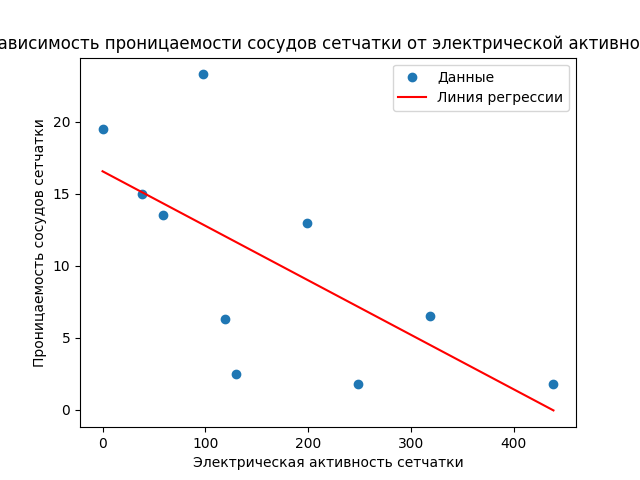 ависимость проницаемости сосудов сетчатки от электрической активно
Данные
Линия регрессии
Проницаемость сосудов сетчатки
20
15
10
5
0
0 100 200 300 400
Электрическая активность сетчатки